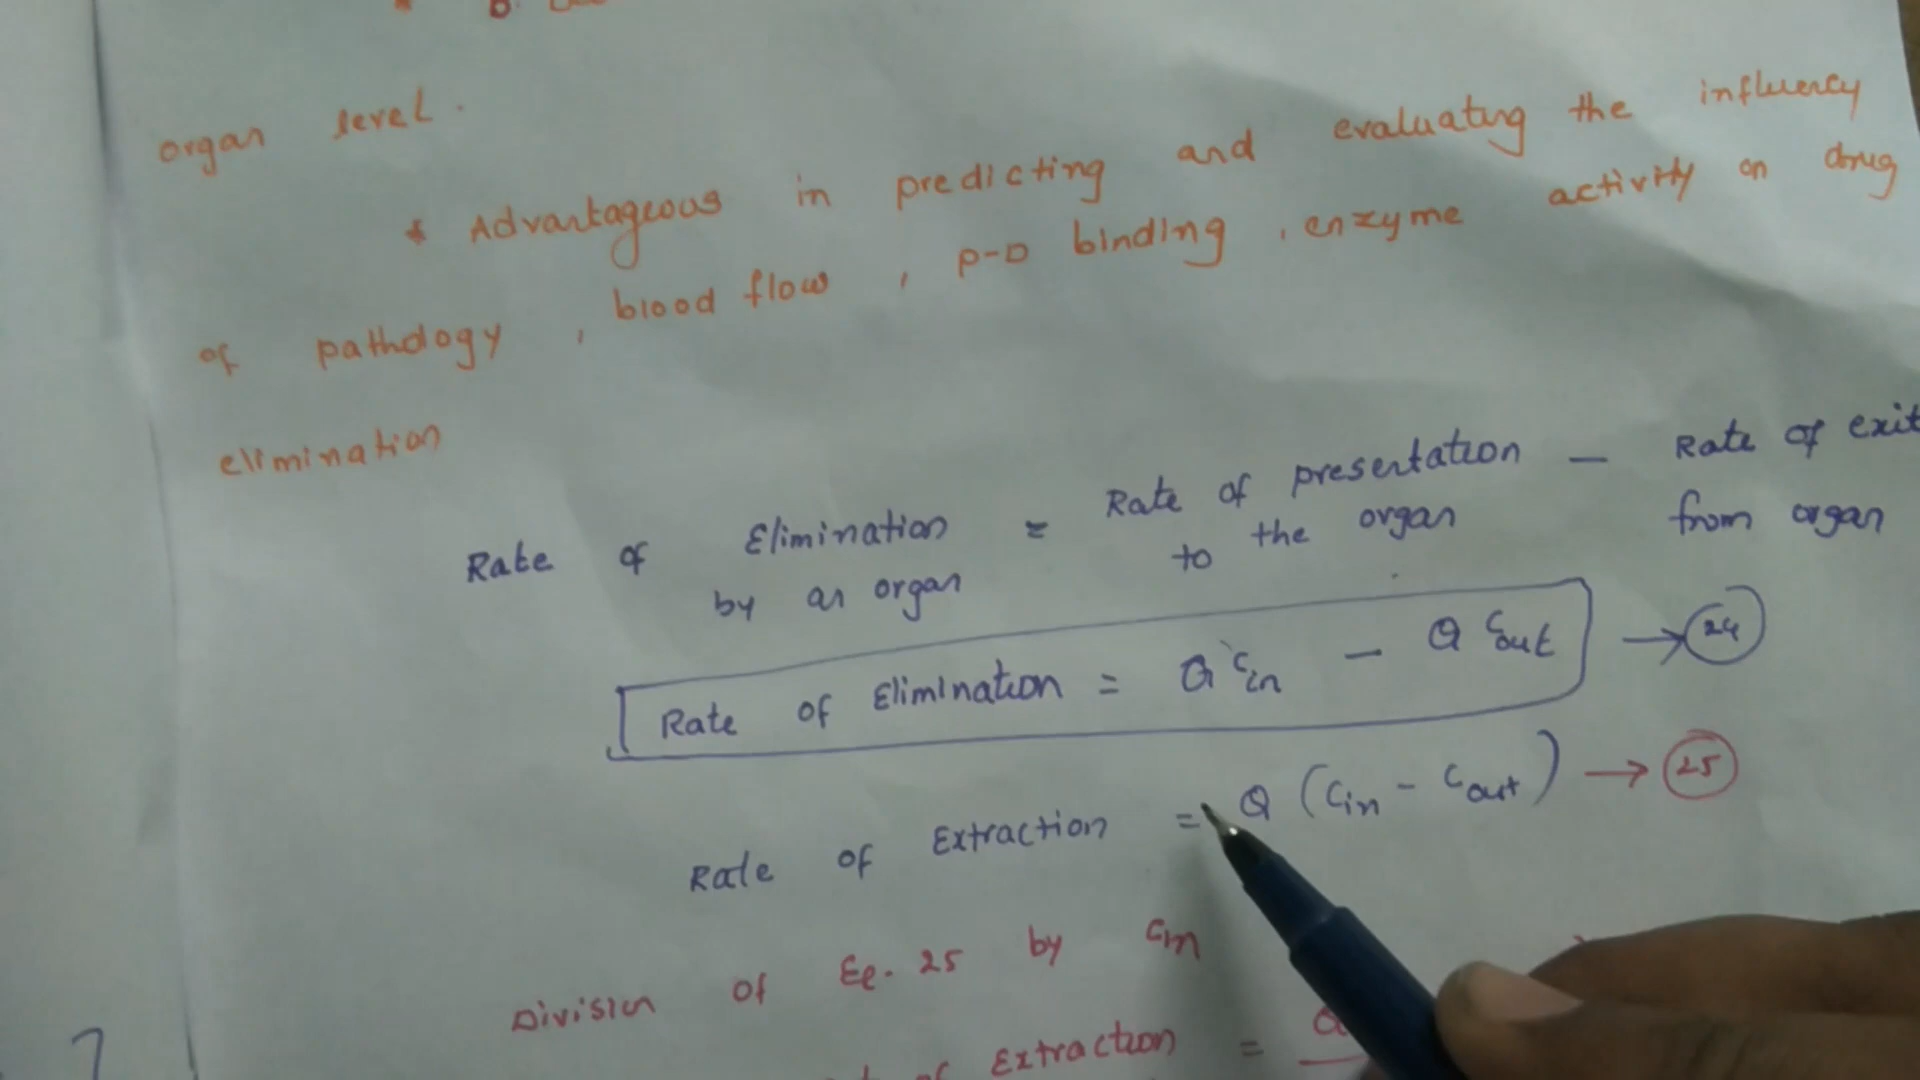 organ level.
* Advantageous in predicting and evaluating the influency
of pathology, blood flow, P-D binding, enzyme activity on drug
elimination
Rate of Elimination = Rate of presentation — Rate of exit
by an organ to the organ from organ
Rate of Elimination = Q Cin — Q Cout → 24
Rate of Extraction = Q (Cin - Cout) → 25
Division of Eq. 25 by Cin
of Extraction =